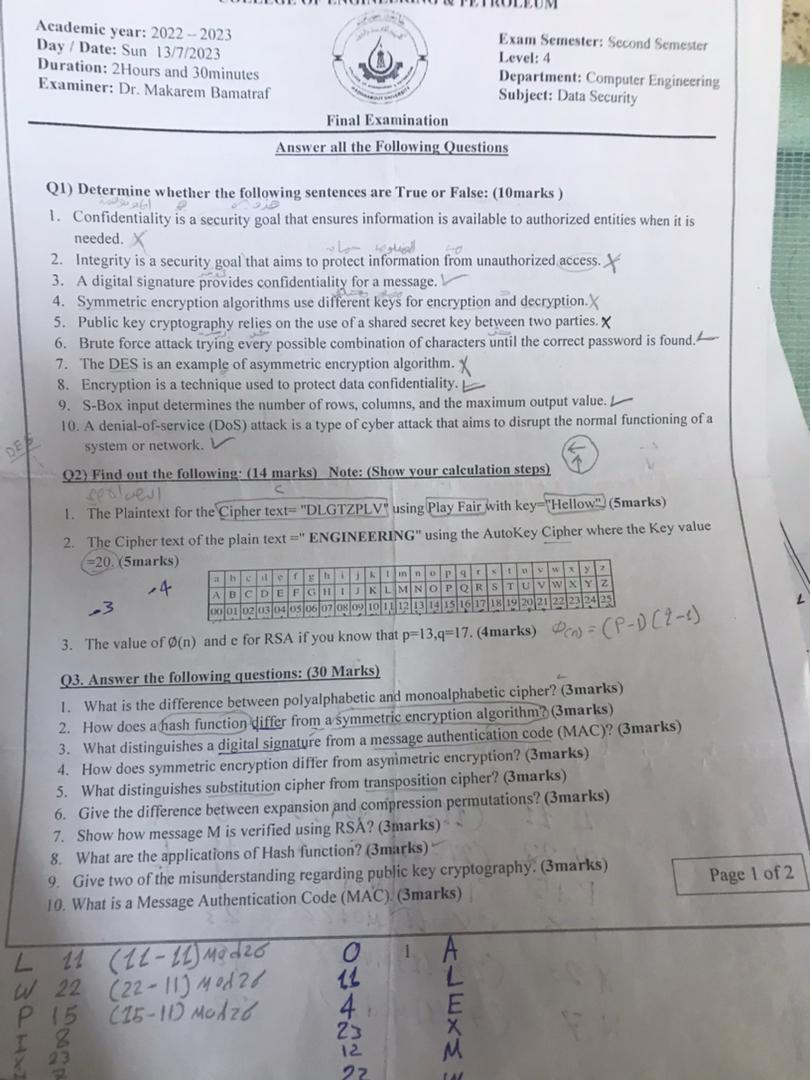 COLLEGE OF ENGINEERING & PETROLEUM
Academic year: 2022 – 2023
Day / Date: Sun 13/7/2023
Duration: 2Hours and 30minutes
Examiner: Dr. Makarem Bamatraf
Exam Semester: Second Semester
Level: 4
Department: Computer Engineering
Subject: Data Security
Final Examination
Answer all the Following Questions
Q1) Determine whether the following sentences are True or False: (10marks )
1. Confidentiality is a security goal that ensures information is available to authorized entities when it is
needed. X
2. Integrity is a security goal that aims to protect information from unauthorized access. X
3. A digital signature provides confidentiality for a message. ✓
4. Symmetric encryption algorithms use different keys for encryption and decryption. X
5. Public key cryptography relies on the use of a shared secret key between two parties. X
6. Brute force attack trying every possible combination of characters until the correct password is found. ✓
7. The DES is an example of asymmetric encryption algorithm. X
8. Encryption is a technique used to protect data confidentiality. ✓
9. S-Box input determines the number of rows, columns, and the maximum output value. ✓
10. A denial-of-service (DoS) attack is a type of cyber attack that aims to disrupt the normal functioning of a
system or network. ✓
DES
Q2) Find out the following: (14 marks) Note: (Show your calculation steps)
C
1. The Plaintext for the Cipher text= "DLGTZPLV" using Play Fair with key="Hellow". (5marks)
2. The Cipher text of the plain text =" ENGINEERING" using the AutoKey Cipher where the Key value
=20. (5marks)
a b c d e f g h i j k l m n o p q r s t u v w x y z
A B C D E F G H I J K L M N O P Q R S T U V W X Y Z
00 01 02 03 04 05 06 07 08 09 10 11 12 13 14 15 16 17 18 19 20 21 22 23 24 25
3. The value of Ø(n) and e for RSA if you know that p=13,q=17. (4marks) Φ(n) = (P-1) (q-1)
Q3. Answer the following questions: (30 Marks)
1. What is the difference between polyalphabetic and monoalphabetic cipher? (3marks)
2. How does a hash function differ from a symmetric encryption algorithm? (3marks)
3. What distinguishes a digital signature from a message authentication code (MAC)? (3marks)
4. How does symmetric encryption differ from asymmetric encryption? (3marks)
5. What distinguishes substitution cipher from transposition cipher? (3marks)
6. Give the difference between expansion and compression permutations? (3marks)
7. Show how message M is verified using RSA? (3marks)
8. What are the applications of Hash function? (3marks)
9. Give two of the misunderstanding regarding public key cryptography. (3marks)
10. What is a Message Authentication Code (MAC). (3marks)
Page 1 of 2
L 11 (11-11) Mod26 0 1 A
W 22 (22-11) Mod 26 11 L
P 15 (15-11) Mod 26 4 E
I 8 23 X
X 23 12 M